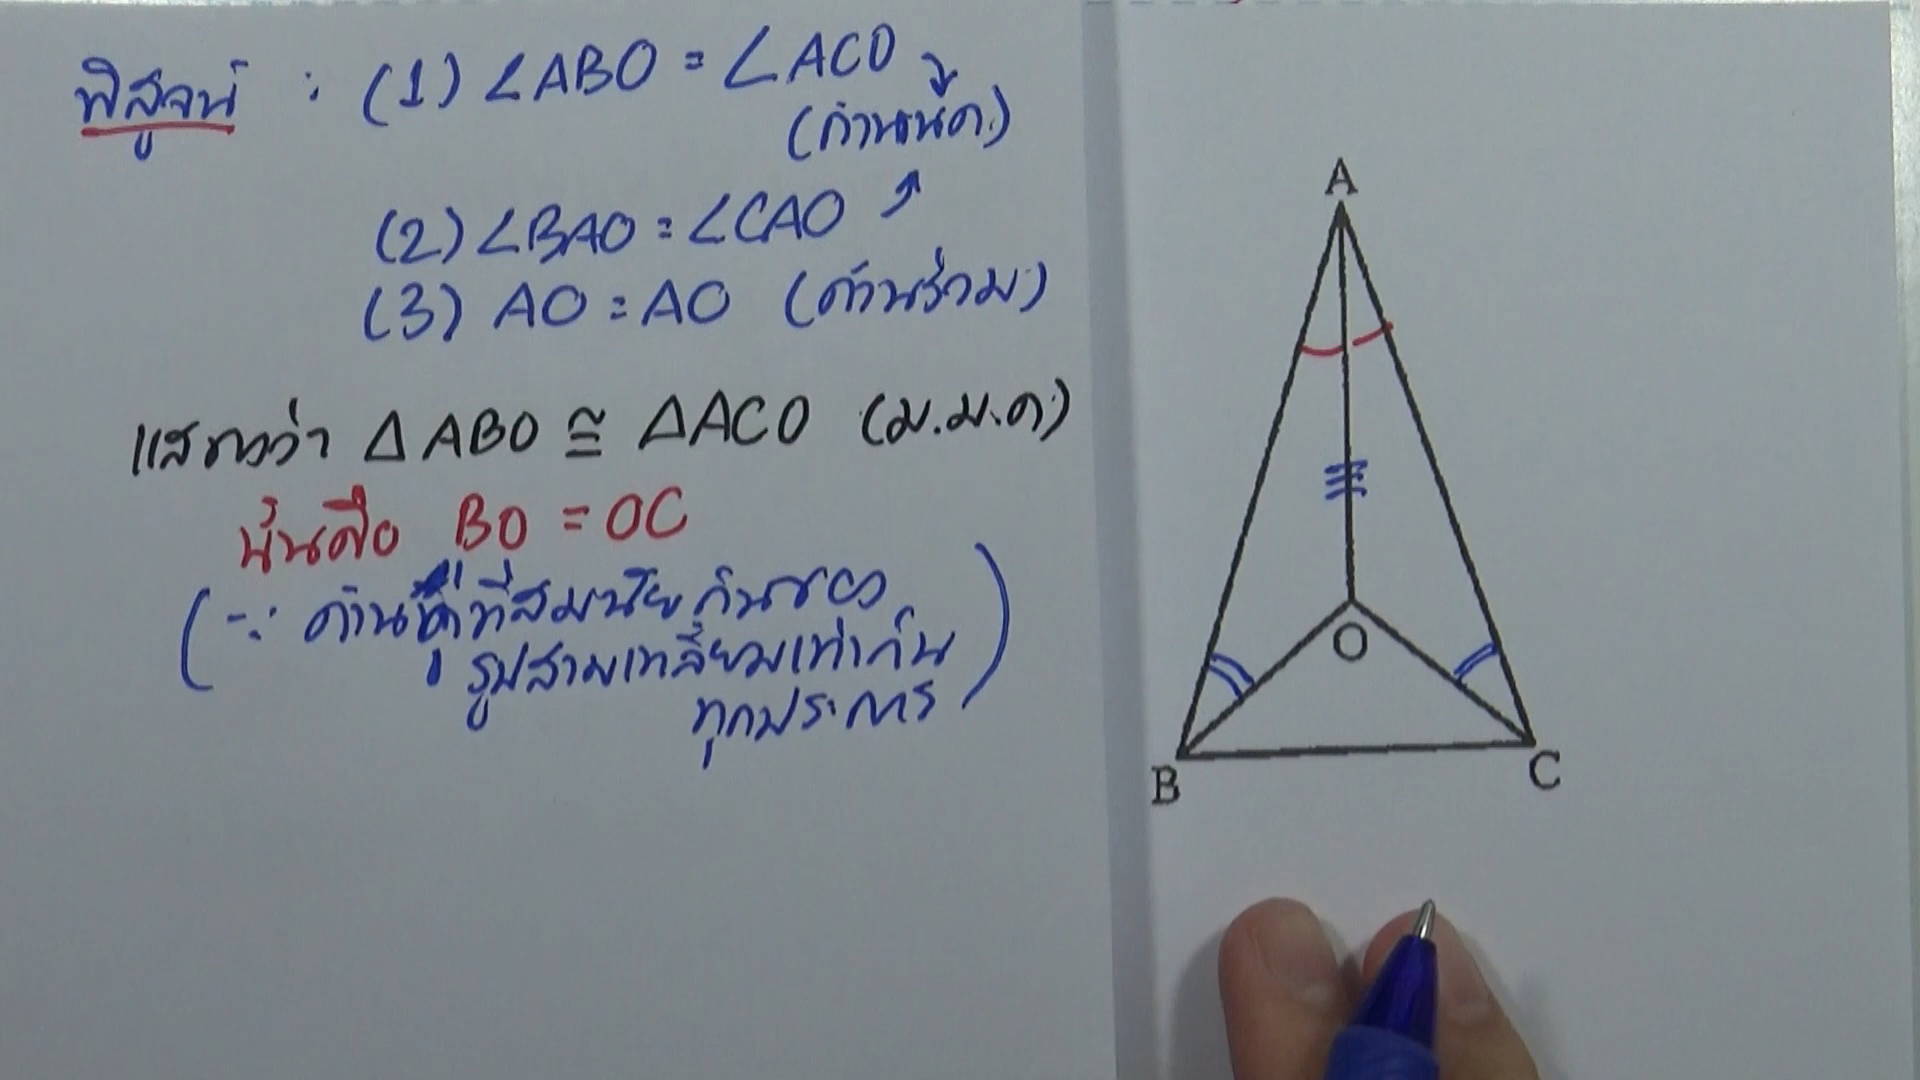 พิสูจน์ : (1) ∠ABO = ∠ACO
(กำหนด)
(2) ∠BAO = ∠CAO
(3) AO = AO (ด้านร่วม)
แสดงว่า △ABO ≅ △ACO (ม.ม.ด)
นั่นคือ BO = OC
(∵ ด้านคู่ที่สมนัยกันของ
รูปสามเหลี่ยมเท่ากัน
ทุกประการ)
A
O
B
C